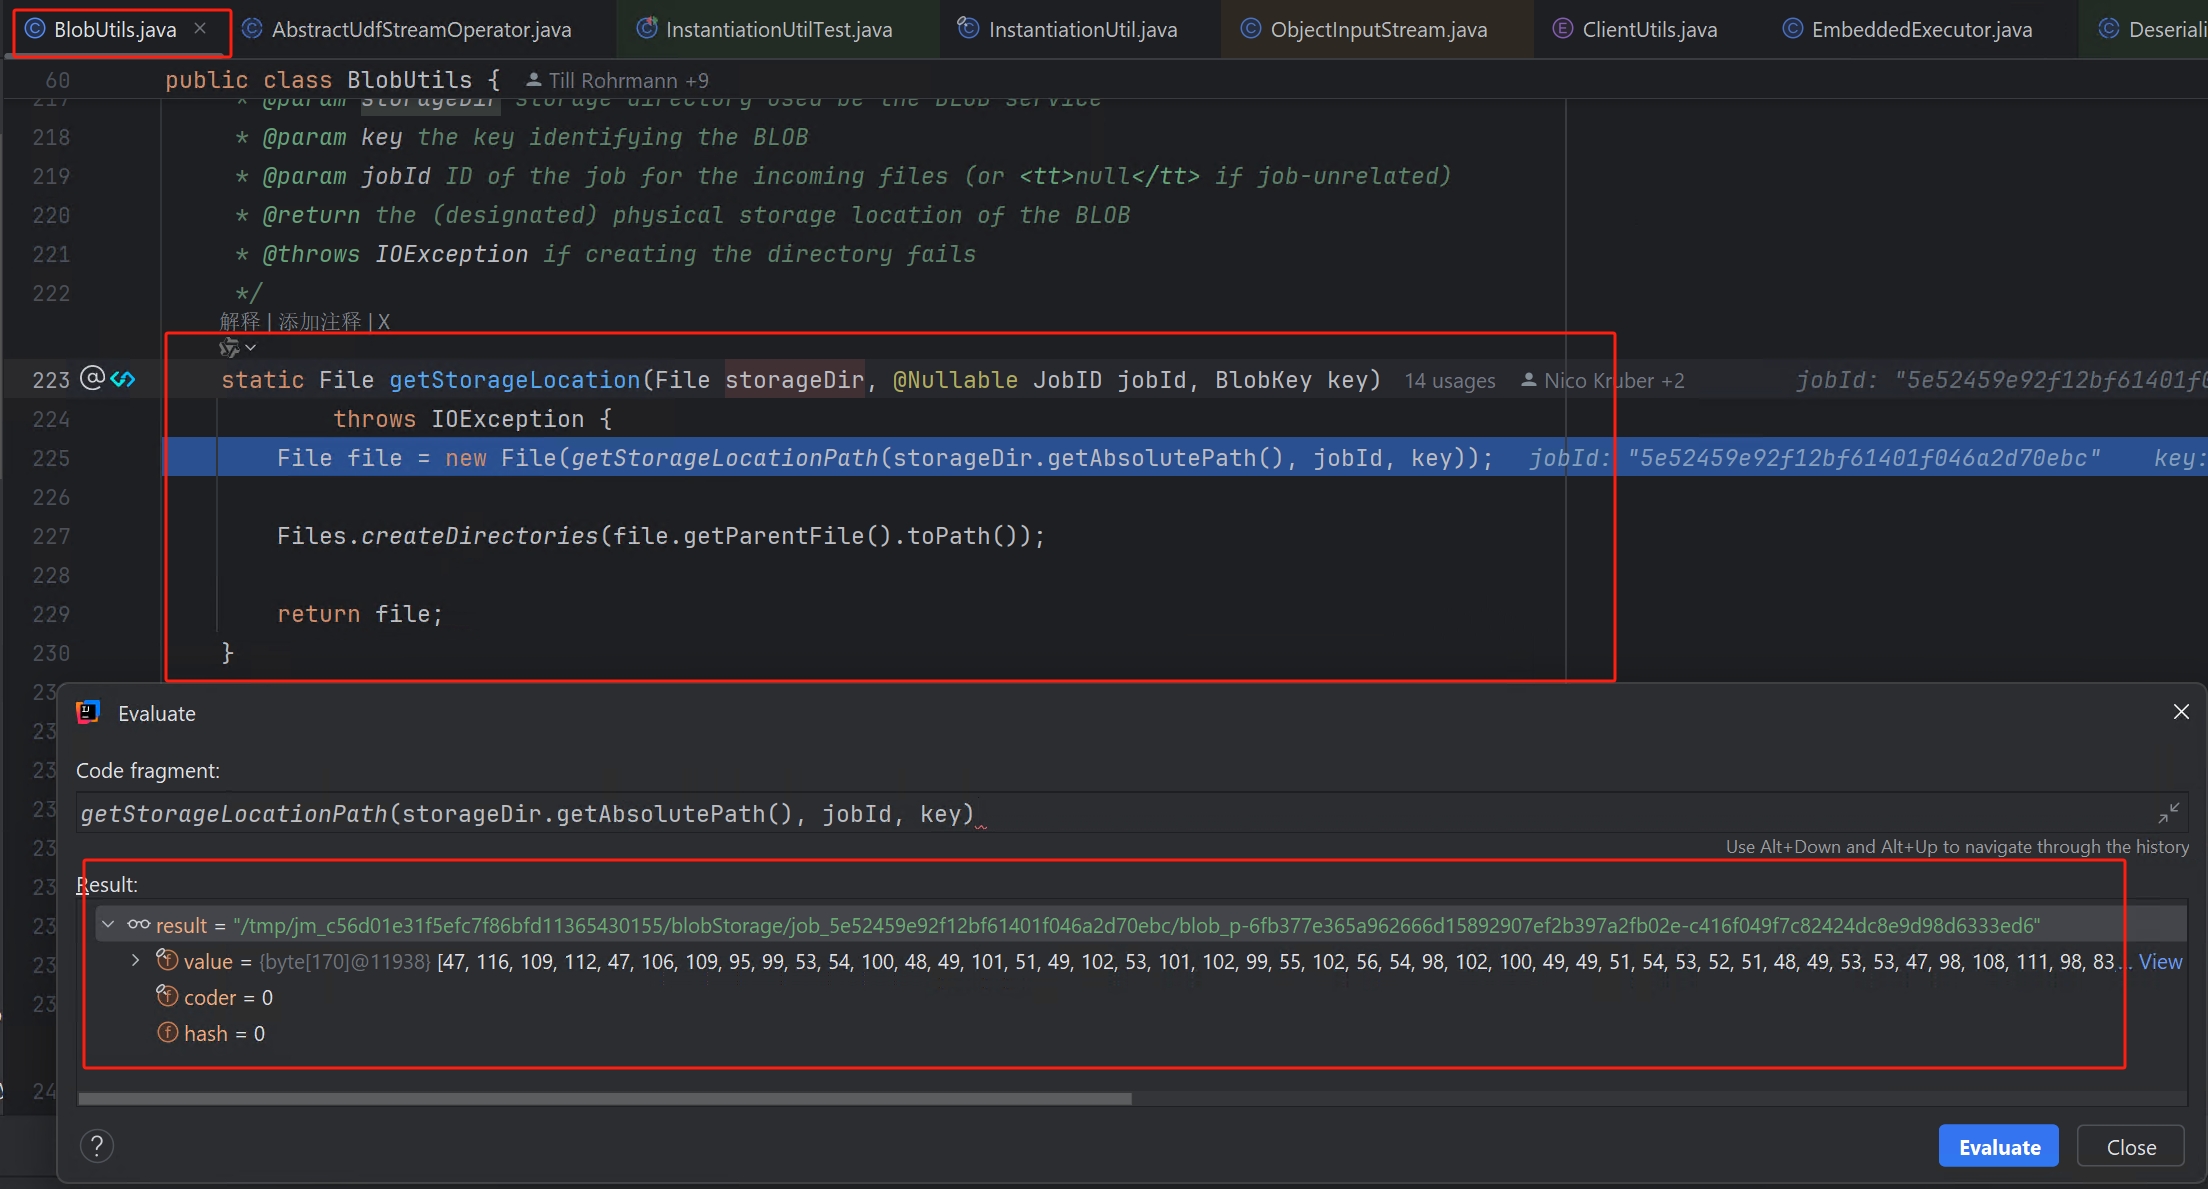 BlobUtils.java × AbstractUdfStreamOperator.java InstantiationUtilTest.java InstantiationUtil.java ObjectInputStream.java ClientUtils.java EmbeddedExecutor.java Deseriali
60 public class BlobUtils { Till Rohrmann +9
217 * @param storageDir storage directory used be the BLOB service
218 * @param key the key identifying the BLOB
219 * @param jobId ID of the job for the incoming files (or <tt>null</tt> if job-unrelated)
220 * @return the (designated) physical storage location of the BLOB
221 * @throws IOException if creating the directory fails
222 */
解释 | 添加注释 | X
223 static File getStorageLocation(File storageDir, @Nullable JobID jobId, BlobKey key) 14 usages Nico Kruber +2 jobId: "5e52459e92f12bf61401f0
224 throws IOException {
225 File file = new File(getStorageLocationPath(storageDir.getAbsolutePath(), jobId, key)); jobId: "5e52459e92f12bf61401f046a2d70ebc" key:
226
227 Files.createDirectories(file.getParentFile().toPath());
228
229 return file;
230 }
23
Evaluate
23
23
Code fragment:
23
getStorageLocationPath(storageDir.getAbsolutePath(), jobId, key)
23
Use Alt+Down and Alt+Up to navigate through the history
23
Result:
23
result = "/tmp/jm_c56d01e31f5efc7f86bfd11365430155/blobStorage/job_5e52459e92f12bf61401f046a2d70ebc/blob_p-6fb377e365a962666d15892907ef2b397a2fb02e-c416f049f7c82424dc8e9d98d6333ed6"
23
value = {byte[170]@11938} [47, 116, 109, 112, 47, 106, 109, 95, 99, 53, 54, 100, 48, 49, 101, 51, 49, 102, 53, 101, 102, 99, 55, 102, 56, 54, 98, 102, 100, 49, 49, 51, 54, 53, 52, 51, 48, 49, 53, 53, 47, 98, 108, 111, 98, 83,... View
23
coder = 0
hash = 0
24
? Evaluate Close